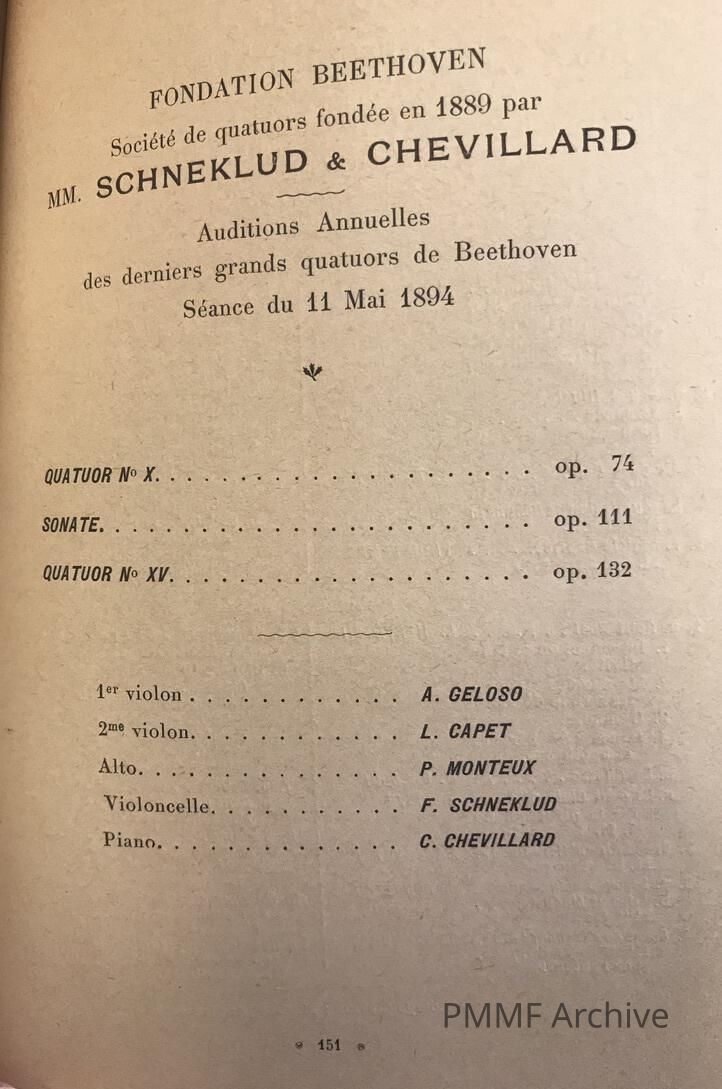 FONDATION BEETHOVEN
Société de quatuors fondée en 1889 par
MM. SCHNEKLUD & CHEVILLARD
Auditions Annuelles
des derniers grands quatuors de Beethoven
Séance du 11 Mai 1894
QUATUOR Nº X. . . . . . . . . . . . . . . . . . . . . . . op. 74
SONATE. . . . . . . . . . . . . . . . . . . . . . . . . op. 111
QUATUOR Nº XV. . . . . . . . . . . . . . . . . . . . . . op. 132
1er violon . . . . . . . . . . . . A. GELOSO
2me violon. . . . . . . . . . . . L. CAPET
Alto. . . . . . . . . . . . . . . P. MONTEUX
Violoncelle. . . . . . . . . . . F. SCHNEKLUD
Piano. . . . . . . . . . . . . . C. CHEVILLARD
PMMF Archive
151